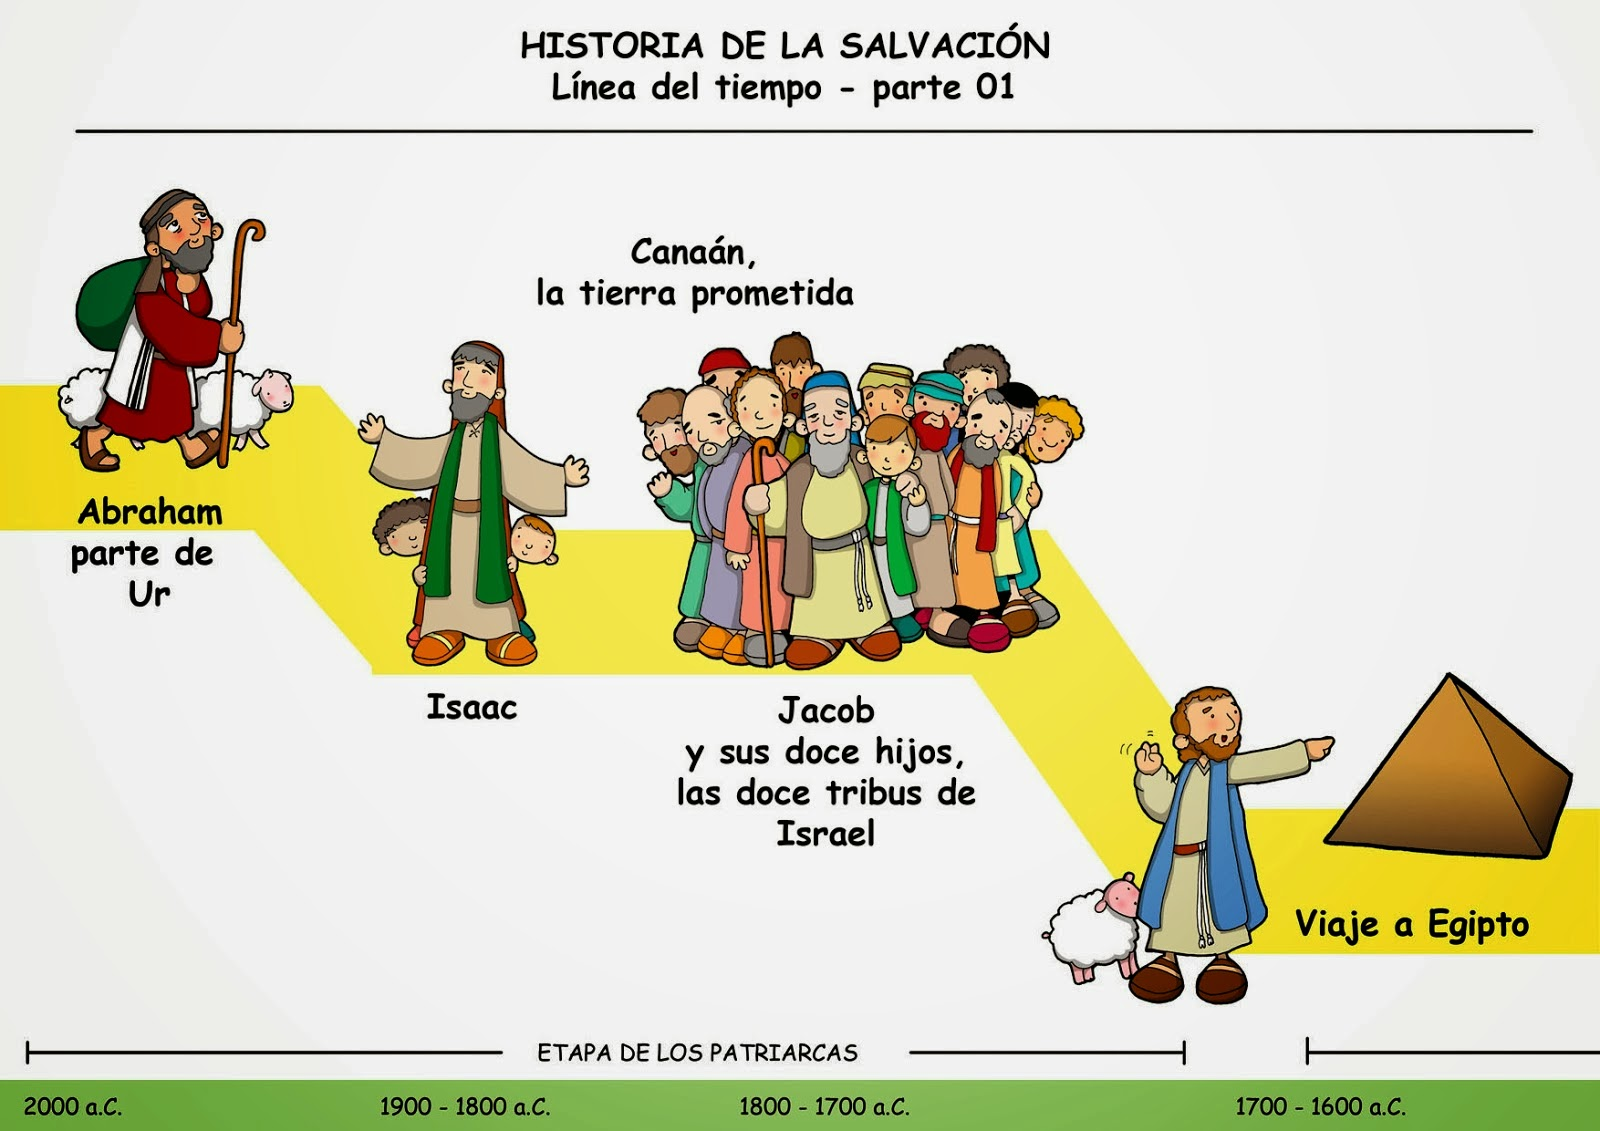 HISTORIA DE LA SALVACIÓN
Línea del tiempo - parte 01
Canaán,
la tierra prometida
Abraham
parte de
Ur
Isaac
Jacob
y sus doce hijos,
las doce tribus de
Israel
Viaje a Egipto
ETAPA DE LOS PATRIARCAS
2000 a.C.
1900 - 1800 a.C.
1800 - 1700 a.C.
1700 - 1600 a.C.